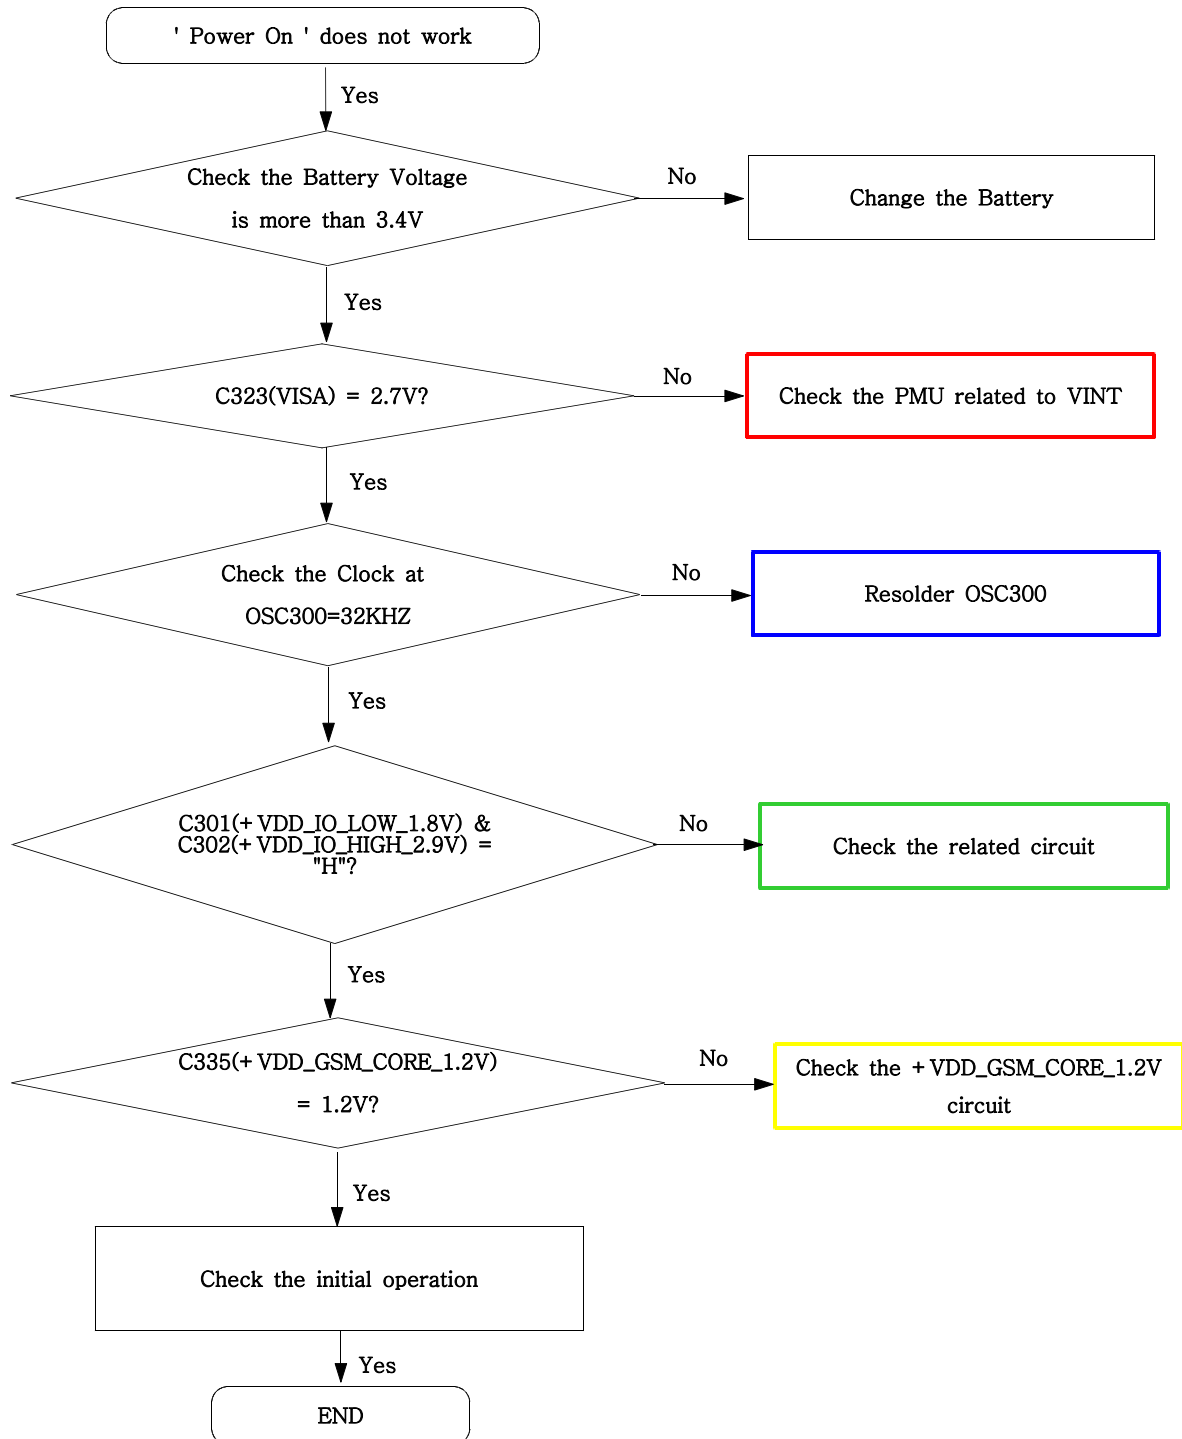 ' Power On ' does not work
Yes
Check the Battery Voltage
is more than 3.4V
No
Change the Battery
Yes
C323(VISA) = 2.7V?
No
Check the PMU related to VINT
Yes
Check the Clock at
OSC300=32KHZ
No
Resolder OSC300
Yes
C301(+VDD_IO_LOW_1.8V) &
C302(+VDD_IO_HIGH_2.9V) =
"H"?
No
Check the related circuit
Yes
C335(+VDD_GSM_CORE_1.2V)
= 1.2V?
No
Check the +VDD_GSM_CORE_1.2V
circuit
Yes
Check the initial operation
Yes
END